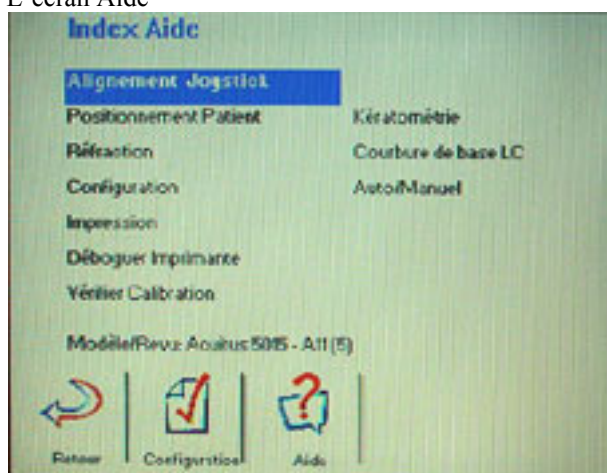 L'écran Aide
Index Aide
Alignement Joystick
Positionnement Patient
Kératométrie
Réfraction
Courbure de base LC
Configuration
Auto/Manuel
Impression
Déboguer Imprimante
Vérifier Calibration
Modèle/Revu: Acuitus 5015 - A11 (5)
Retour
Configuration
Aide